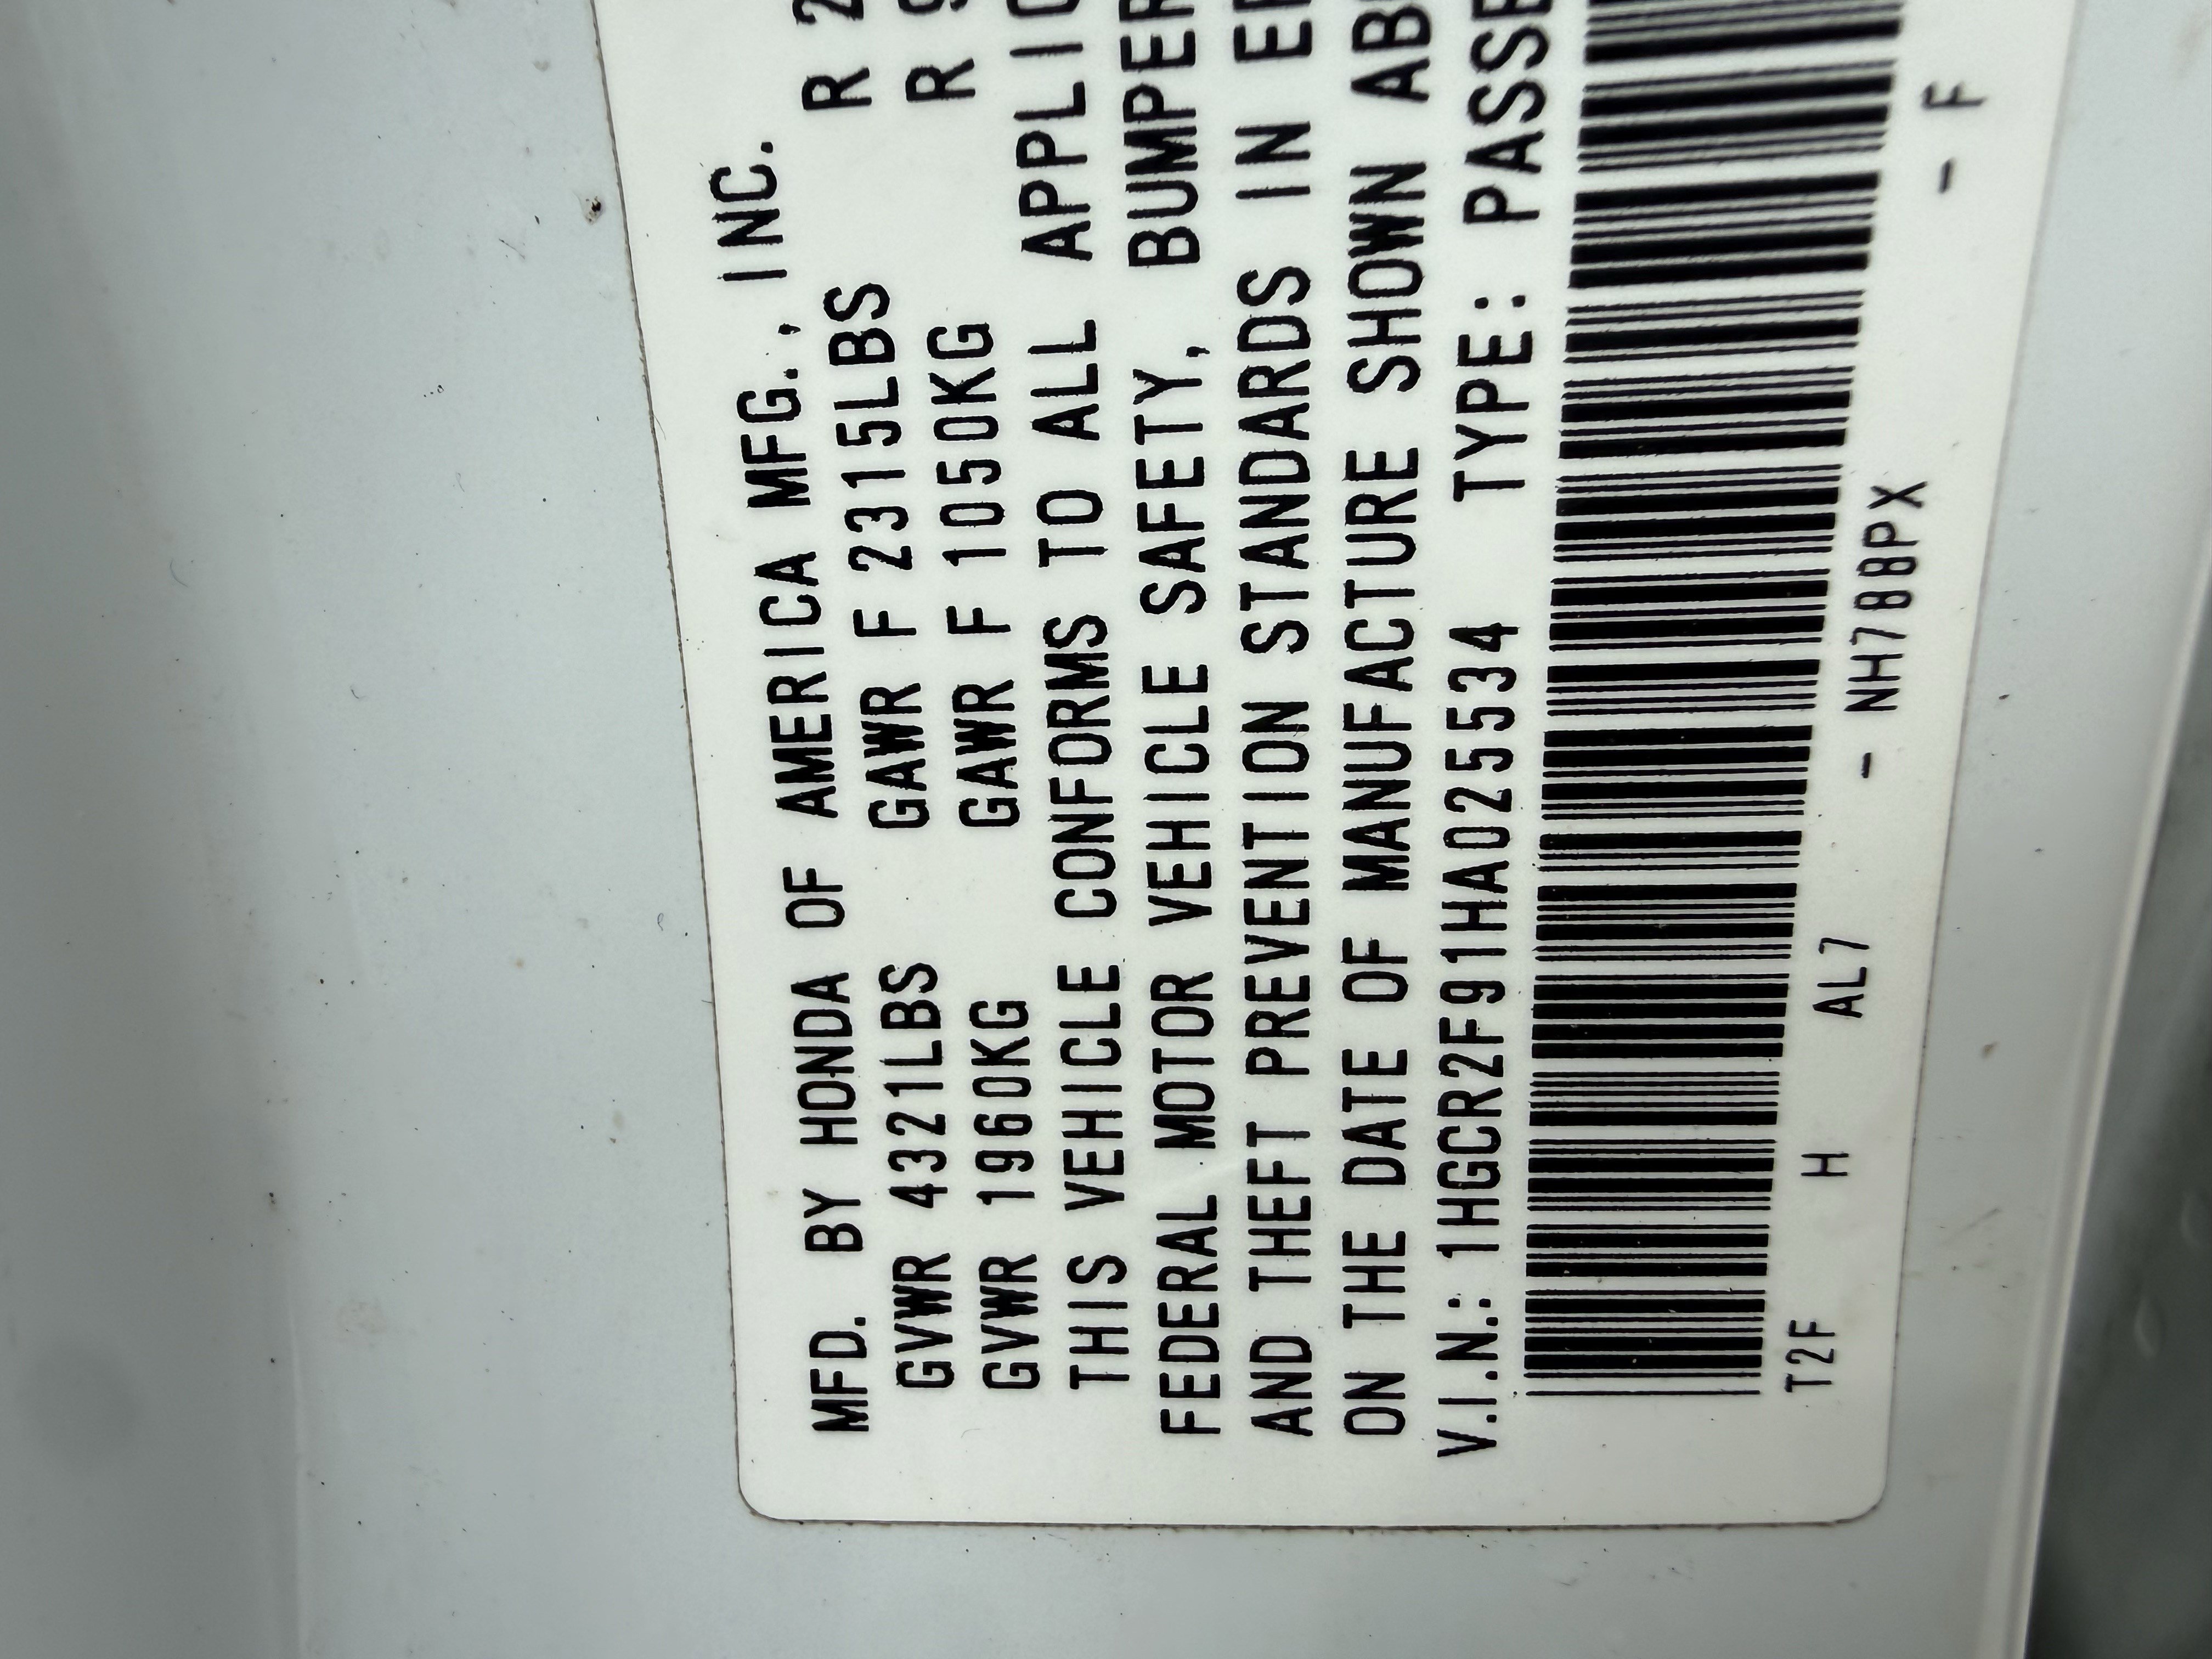 MFD. BY HONDA OF AMERICA MFG., INC.
GVWR 4321LBS GAWR F 2315LBS R 2
GVWR 1960KG GAWR F 1050KG R
THIS VEHICLE CONFORMS TO ALL APPLIC
FEDERAL MOTOR VEHICLE SAFETY, BUMPER
AND THEFT PREVENTION STANDARDS IN
ON THE DATE OF MANUFACTURE SHOWN AB
V.I.N.: 1HGCR2F91HA025534 TYPE: PASSE
T2F H AL7 - NH788PX - F